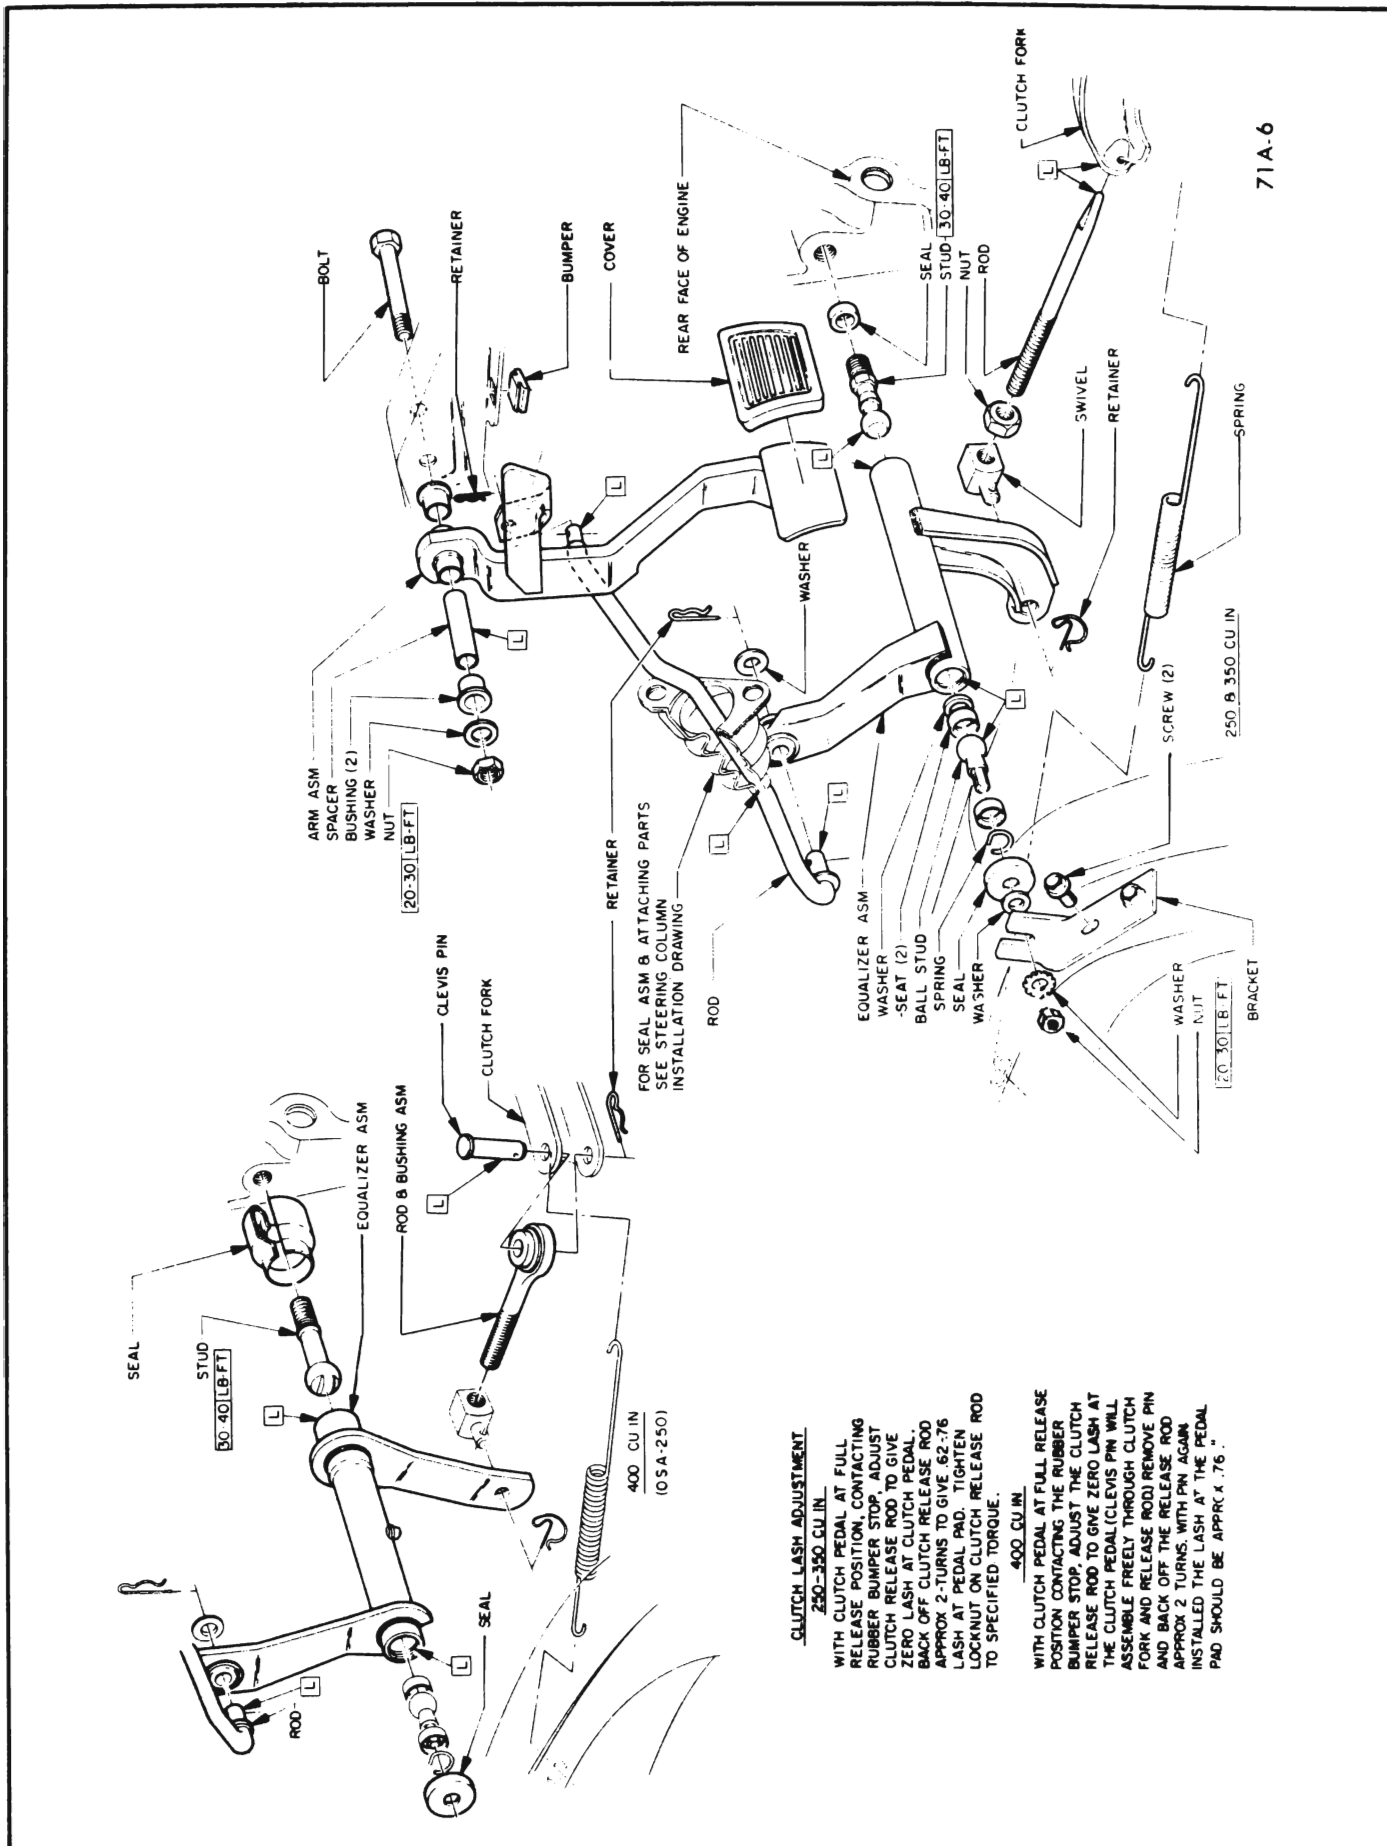 SEAL
STUD
30-40 LB-FT
L
EQUALIZER ASM
ROD & BUSHING ASM
CLEVIS PIN
L
CLUTCH FORK
RETAINER
400 CU IN
(OSA-250)
ROD
L
L
SEAL
BOLT
RETAINER
BUMPER
COVER
REAR FACE OF ENGINE
ARM ASM
SPACER
BUSHING (2)
WASHER
NUT
20-30 LB-FT
L
L
FOR SEAL ASM & ATTACHING PARTS
SEE STEERING COLUMN
INSTALLATION DRAWING
ROD
L
L
WASHER
L
SEAL
STUD 30-40 LB-FT
NUT
ROD
CLUTCH FORK
L
SWIVEL
RETAINER
SPRING
250 & 350 CU IN
EQUALIZER ASM
WASHER
SEAT (2)
BALL STUD
SPRING
SEAL
WASHER
L
SCREW (2)
WASHER
NUT
20-30 LB-FT
BRACKET
CLUTCH LASH ADJUSTMENT
250-350 CU IN
WITH CLUTCH PEDAL AT FULL
RELEASE POSITION, CONTACTING
RUBBER BUMPER STOP, ADJUST
CLUTCH RELEASE ROD TO GIVE
ZERO LASH AT CLUTCH PEDAL.
BACK OFF CLUTCH RELEASE ROD
APPROX 2-TURNS TO GIVE .62-.76
LASH AT PEDAL PAD. TIGHTEN
LOCKNUT ON CLUTCH RELEASE ROD
TO SPECIFIED TORQUE.
400 CU IN
WITH CLUTCH PEDAL AT FULL RELEASE
POSITION CONTACTING THE RUBBER
BUMPER STOP, ADJUST THE CLUTCH
RELEASE ROD TO GIVE ZERO LASH AT
THE CLUTCH PEDAL (CLEVIS PIN WILL
ASSEMBLE FREELY THROUGH CLUTCH
FORK AND RELEASE ROD.) REMOVE PIN
AND BACK OFF THE RELEASE ROD
APPROX 2 TURNS. WITH PIN AGAIN
INSTALLED THE LASH AT THE PEDAL
PAD SHOULD BE APPRCX .76."
71A-6